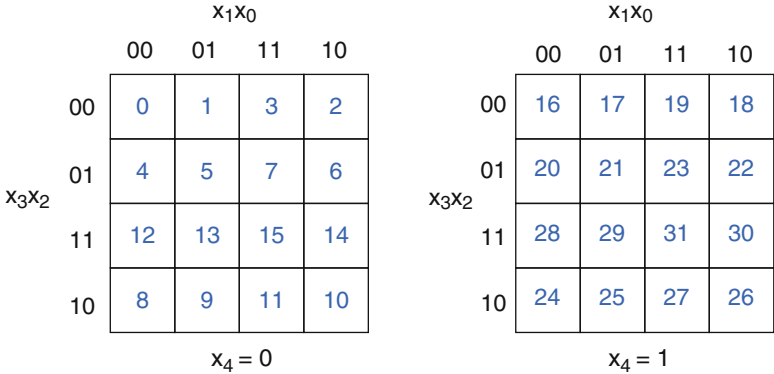 x₁x₀ x₁x₀
00 01 11 10 00 01 11 10
00 0 1 3 2 00 16 17 19 18
01 4 5 7 6 01 20 21 23 22
x₃x₂ x₃x₂
11 12 13 15 14 11 28 29 31 30
10 8 9 11 10 10 24 25 27 26
x₄ = 0 x₄ = 1